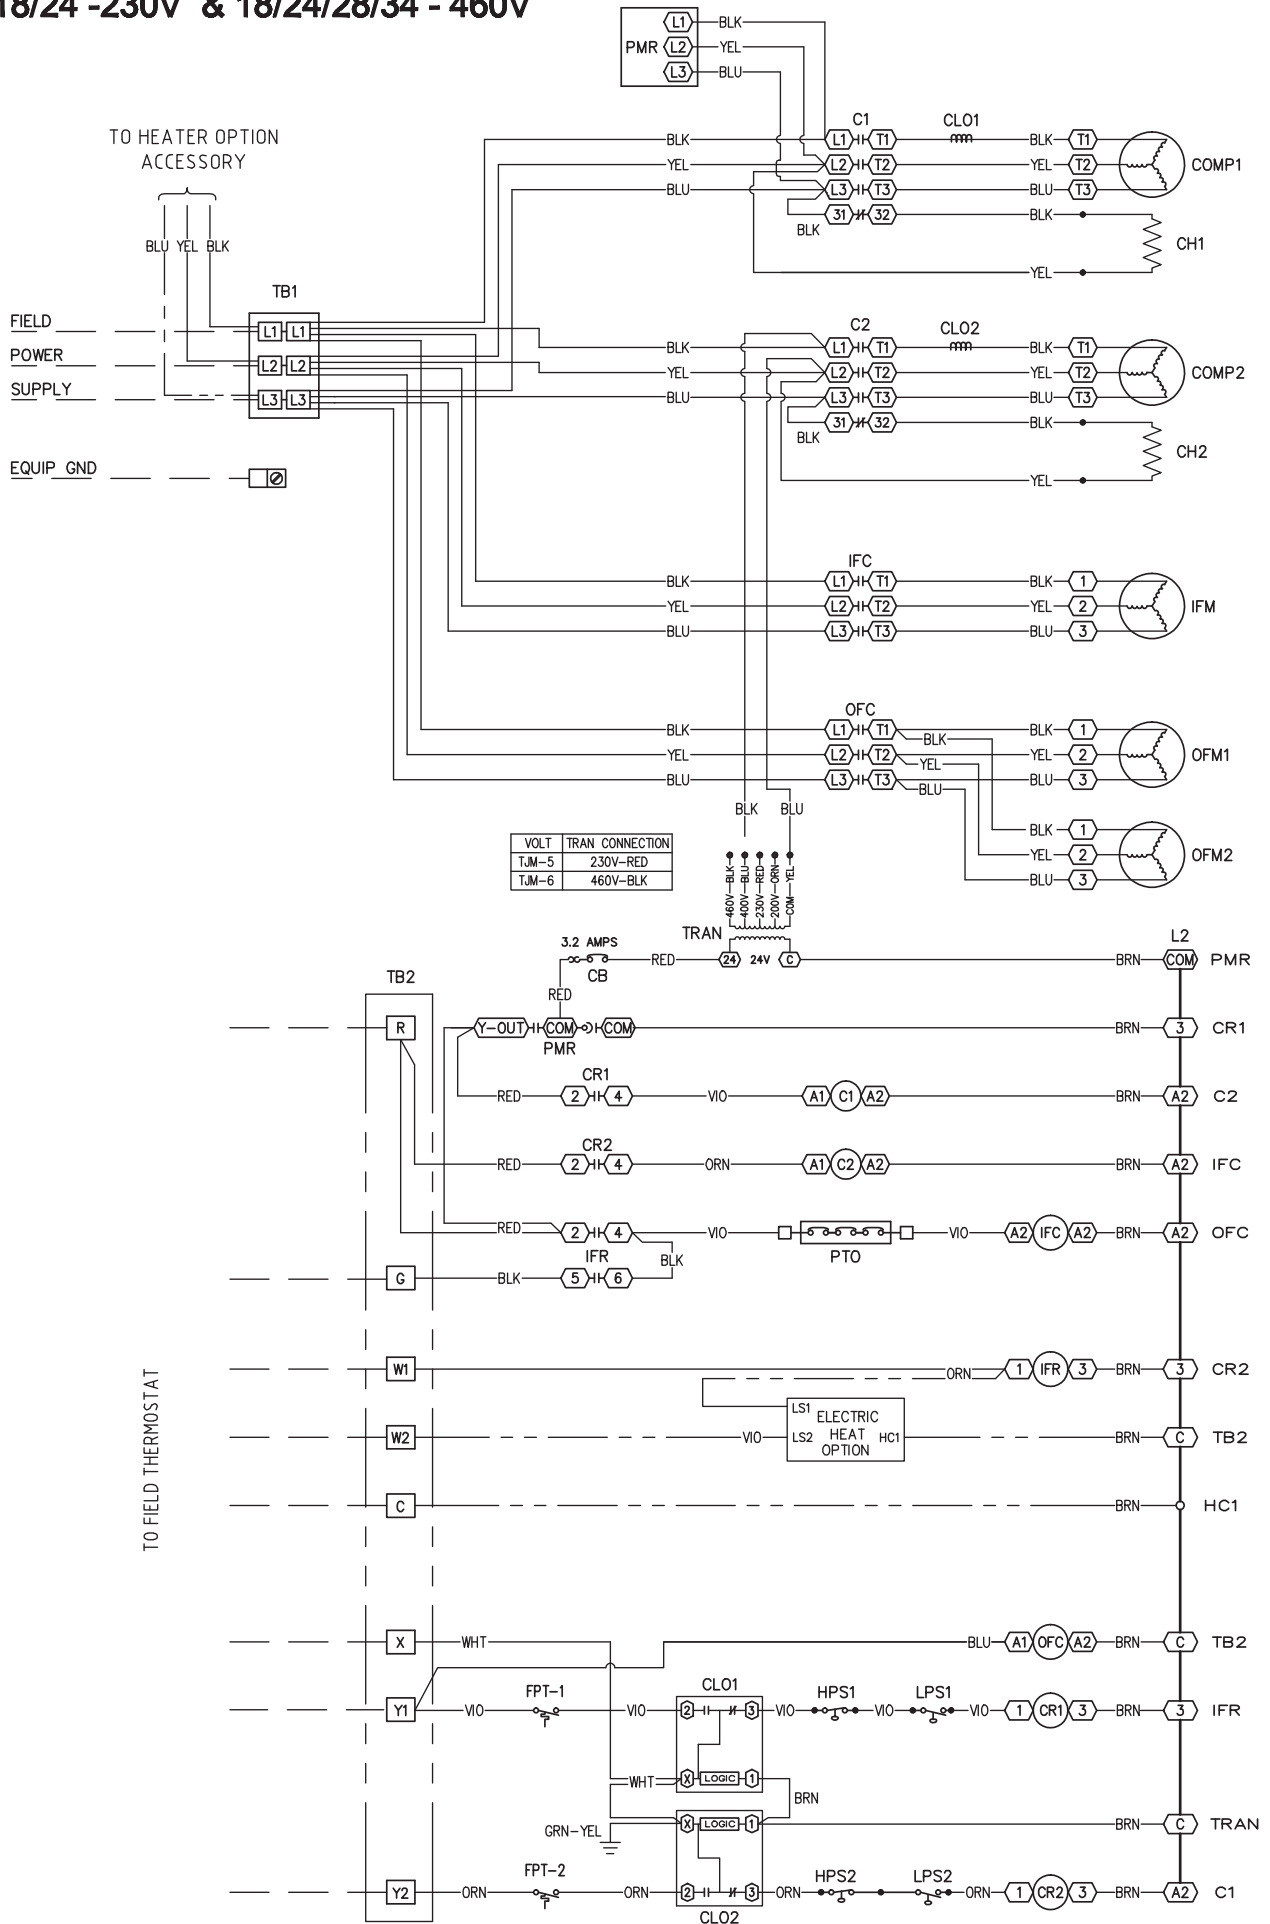 18/24 -230V & 18/24/28/34 - 460V
L1 BLK
PMR L2 YEL
L3 BLU
TO HEATER OPTION
ACCESSORY
BLU YEL BLK
C1 CLO1
BLK L1 T1 BLK T1
YEL L2 T2 YEL T2 COMP1
BLU L3 T3 BLU T3
31 32 BLK
BLK
CH1
YEL
TB1
FIELD L1 L1
POWER L2 L2
SUPPLY L3 L3
EQUIP GND
C2 CLO2
BLK L1 T1 BLK T1
YEL L2 T2 YEL T2 COMP2
BLU L3 T3 BLU T3
31 32 BLK
BLK
CH2
YEL
IFC
BLK L1 T1 BLK 1
YEL L2 T2 YEL 2 IFM
BLU L3 T3 BLU 3
OFC
BLK L1 T1 BLK BLK 1
YEL L2 T2 YEL YEL 2 OFM1
BLU L3 T3 BLU BLU 3
BLK BLU
BLK 1
YEL 2 OFM2
BLU 3
VOLT TRAN CONNECTION
TJM-5 230V-RED
TJM-6 460V-BLK
460V-BLK
400V-BLU
230V-RED
200V-ORN
COM-YEL
TRAN
24 24V C
3.2 AMPS
CB
RED
RED
L2
BRN COM PMR
TB2
R Y-OUT COM COM BRN 3 CR1
PMR
CR1
RED 2 4 VIO A1 C1 A2 BRN A2 C2
CR2
RED 2 4 ORN A1 C2 A2 BRN A2 IFC
RED 2 4 VIO PTO VIO A2 IFC A2 BRN A2 OFC
IFR BLK
G BLK 5 6
W1 ORN 1 IFR 3 BRN 3 CR2
LS1 ELECTRIC
W2 VIO LS2 HEAT HC1 BRN C TB2
OPTION
C BRN HC1
TO FIELD THERMOSTAT
X WHT BLU A1 OFC A2 BRN C TB2
FPT-1 CLO1 HPS1 LPS1
Y1 VIO VIO 2 3 VIO VIO VIO 1 CR1 3 BRN 3 IFR
WHT X LOGIC 1
BRN
GRN-YEL X LOGIC 1 BRN C TRAN
FPT-2 HPS2 LPS2
Y2 ORN ORN 2 3 ORN ORN 1 CR2 3 BRN A2 C1
CLO2